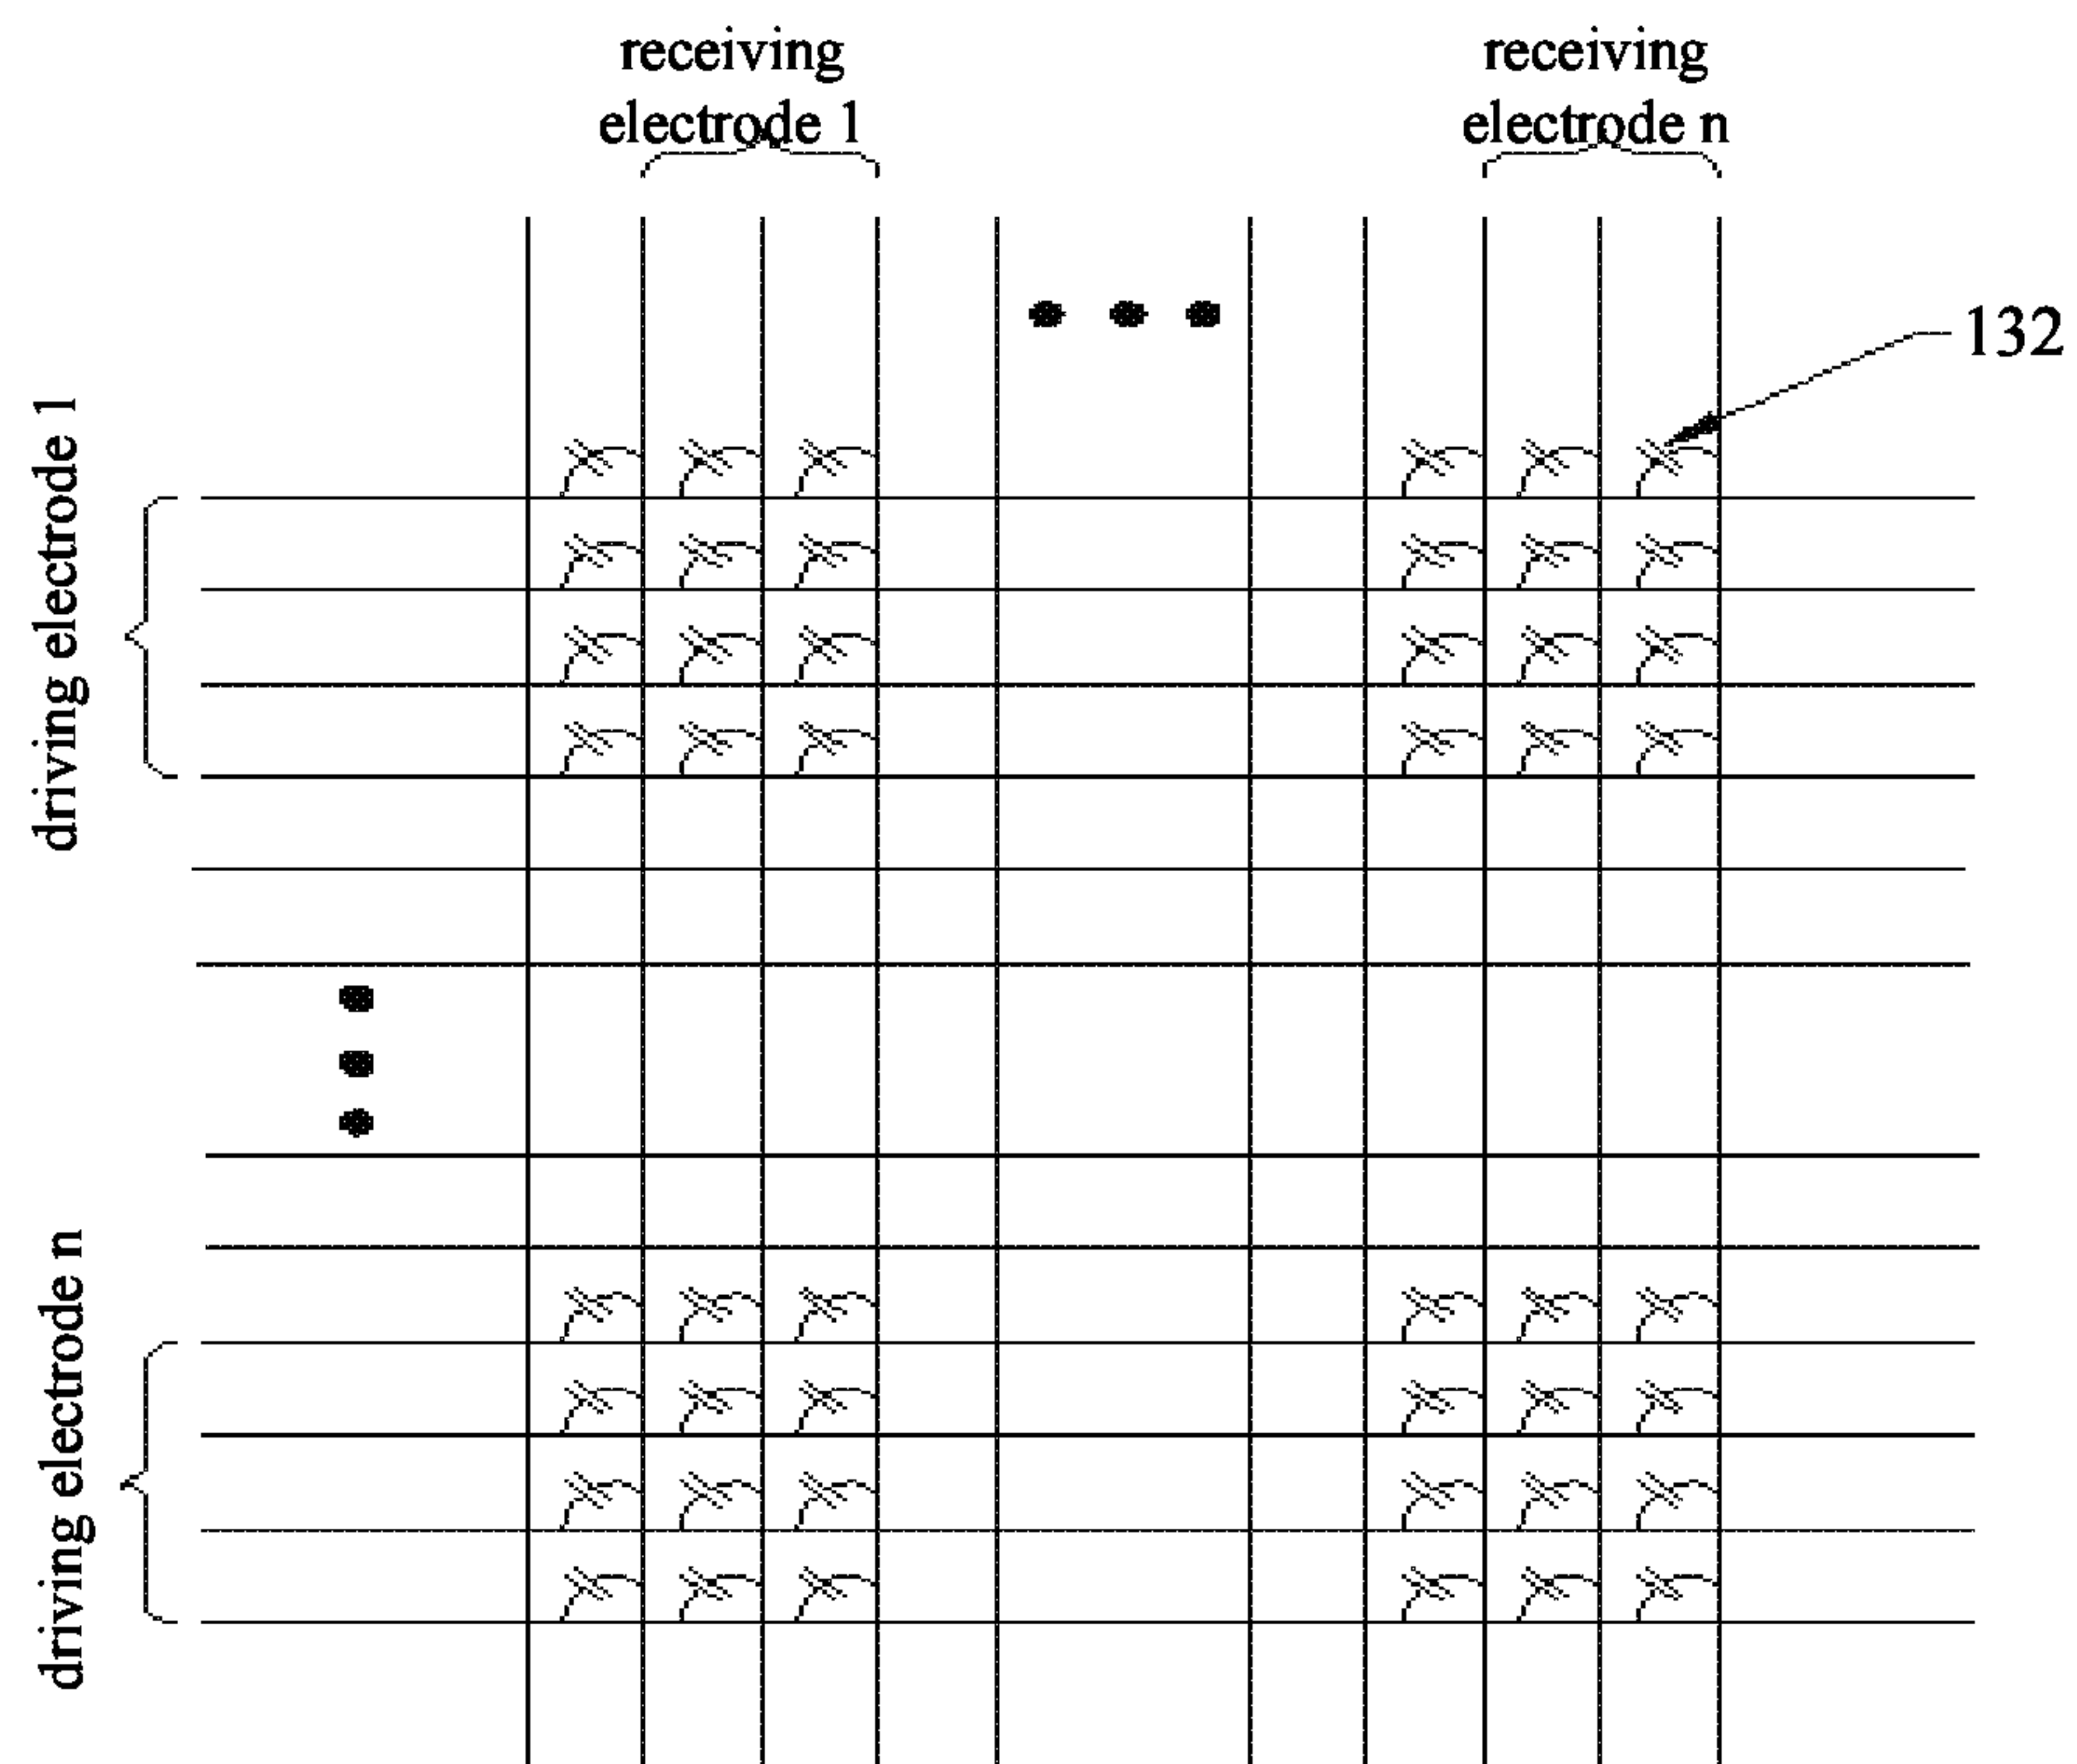 receiving
electrode 1
receiving
electrode n
132
driving electrode 1
driving electrode n